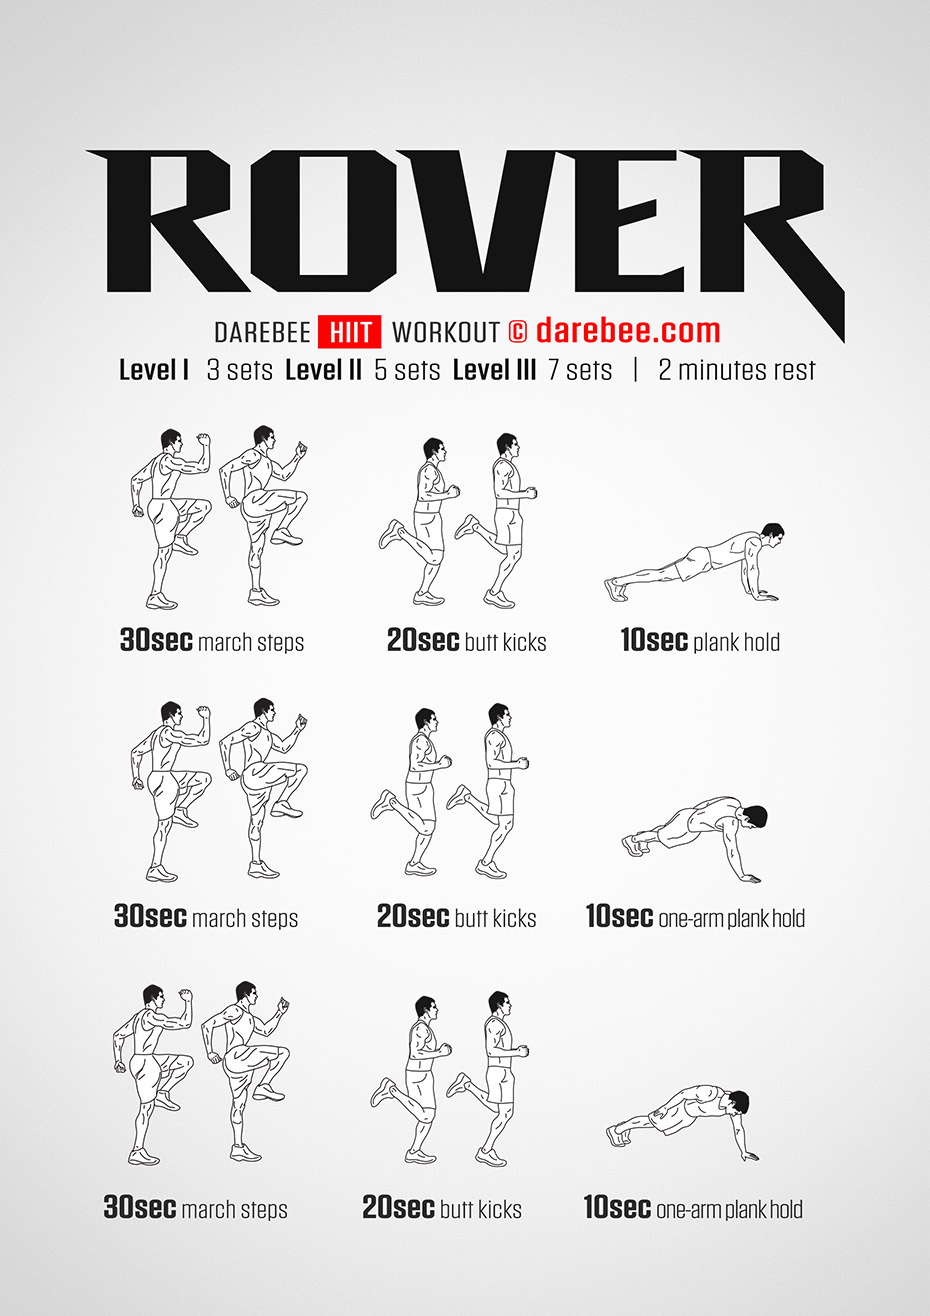 ROVER
DAREBEE HIIT WORKOUT © darebee.com
Level I 3 sets Level II 5 sets Level III 7 sets | 2 minutes rest
30sec march steps 20sec butt kicks 10sec plank hold
30sec march steps 20sec butt kicks 10sec one-arm plank hold
30sec march steps 20sec butt kicks 10sec one-arm plank hold